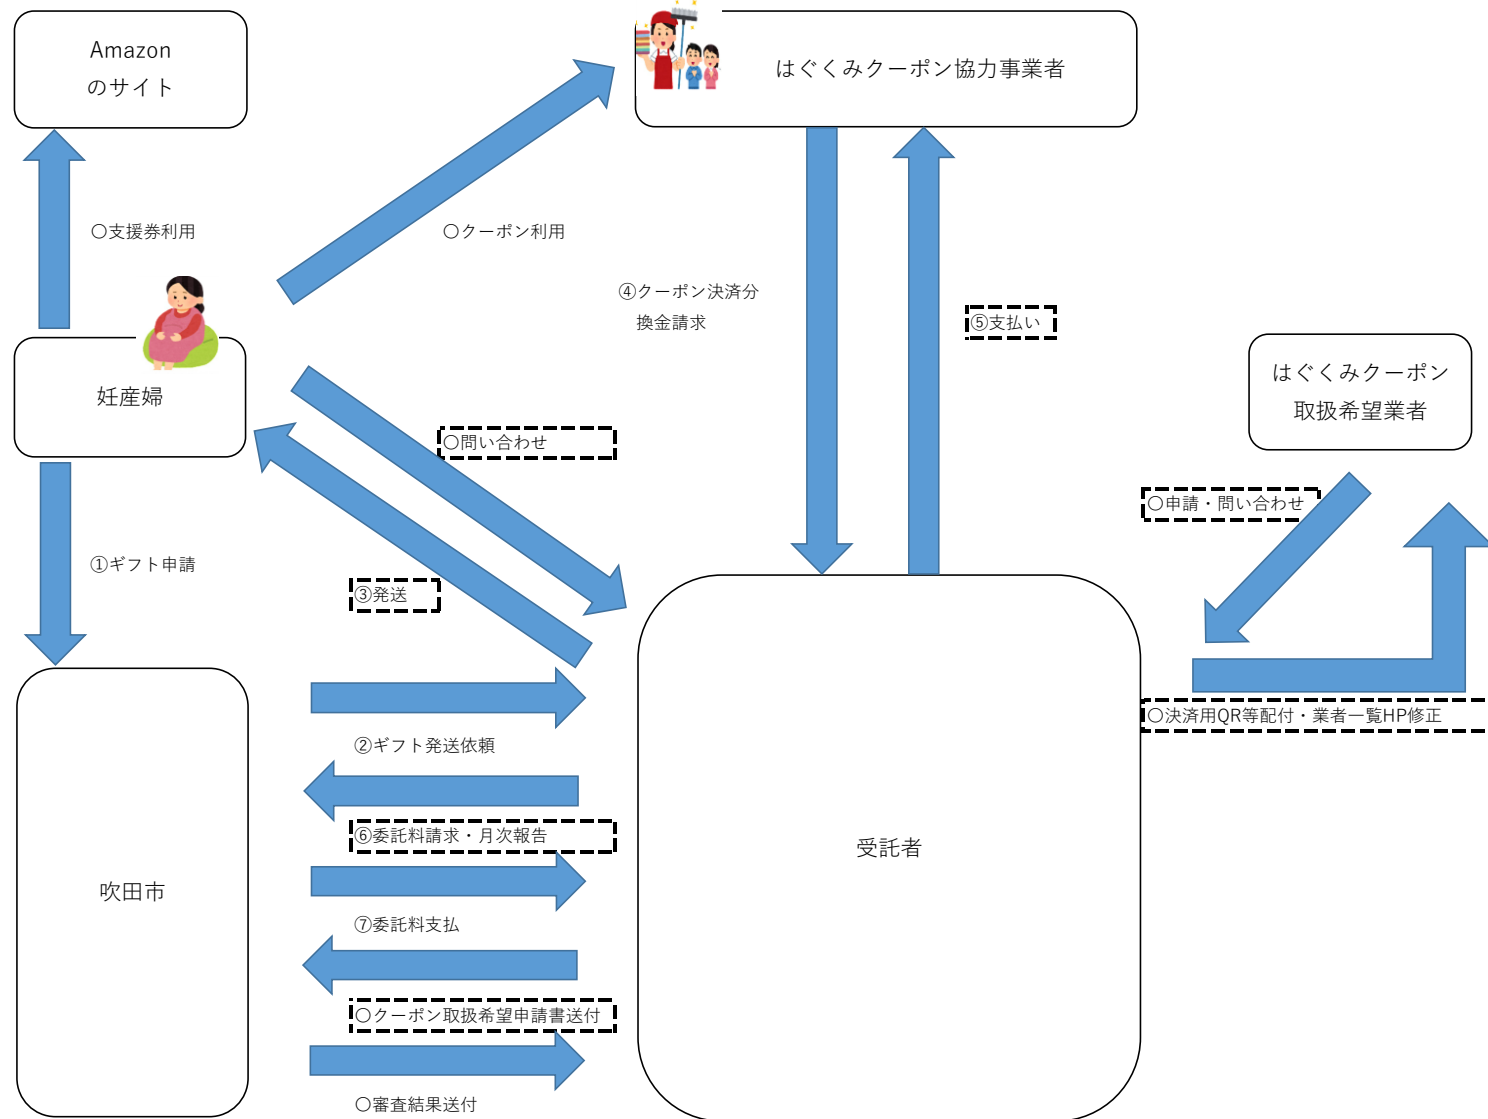 Amazon
のサイト
はぐくみクーポン協力事業者
〇支援券利用
〇クーポン利用
④クーポン決済分
換金請求
⑤支払い
はぐくみクーポン
取扱希望業者
妊産婦
〇問い合わせ
〇申請・問い合わせ
①ギフト申請
③発送
〇決済用QR等配付・業者一覧HP修正
②ギフト発送依頼
⑥委託料請求・月次報告
受託者
吹田市
⑦委託料支払
〇クーポン取扱希望申請書送付
〇審査結果送付